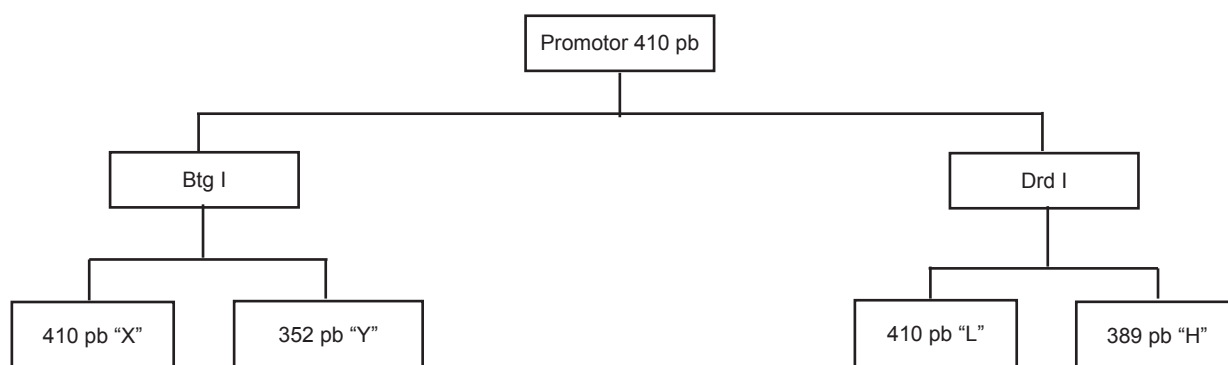 Promotor 410 pb
Btg I
Drd I
410 pb “X”
352 pb “Y”
410 pb “L”
389 pb “H”